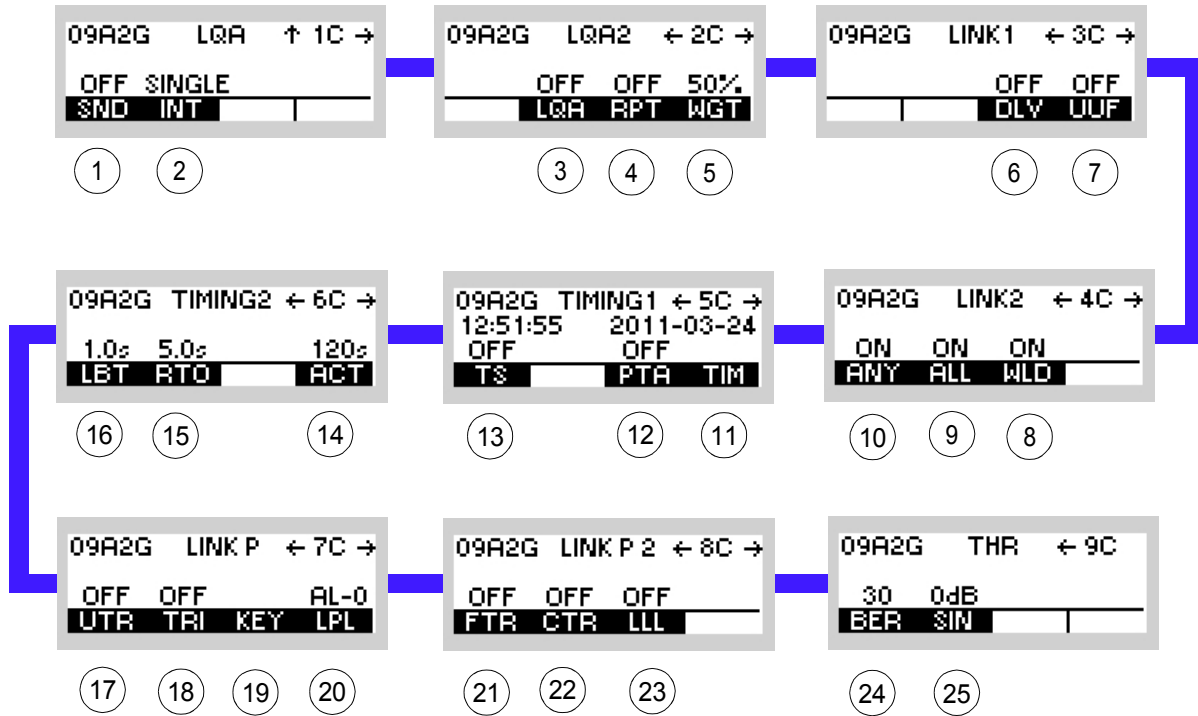 09A2G LQA ↑ 1C →
OFF SINGLE
SND INT
1 2
09A2G LQA2 ← 2C →
OFF OFF 50%
LQA RPT WGT
3 4 5
09A2G LINK1 ← 3C →
OFF OFF
DLY UUF
6 7
09A2G TIMING2 ← 6C →
1.0s 5.0s 120s
LBT RTO ACT
16 15 14
09A2G TIMING1 ← 5C →
12:51:55 2011-03-24
OFF OFF
TS PTA TIM
13 12 11
09A2G LINK2 ← 4C →
ON ON ON
ANY ALL WLD
10 9 8
09A2G LINK P ← 7C →
OFF OFF AL-0
UTR TRI KEY LPL
17 18 19 20
09A2G LINK P 2 ← 8C →
OFF OFF OFF
FTR CTR LLL
21 22 23
09A2G THR ← 9C
30 0dB
BER SIN
24 25